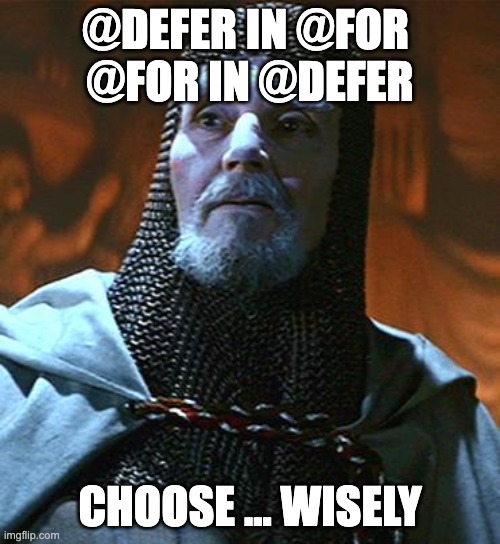 @DEFER IN @FOR
@FOR IN @DEFER
CHOOSE ... WISELY
imgflip.com